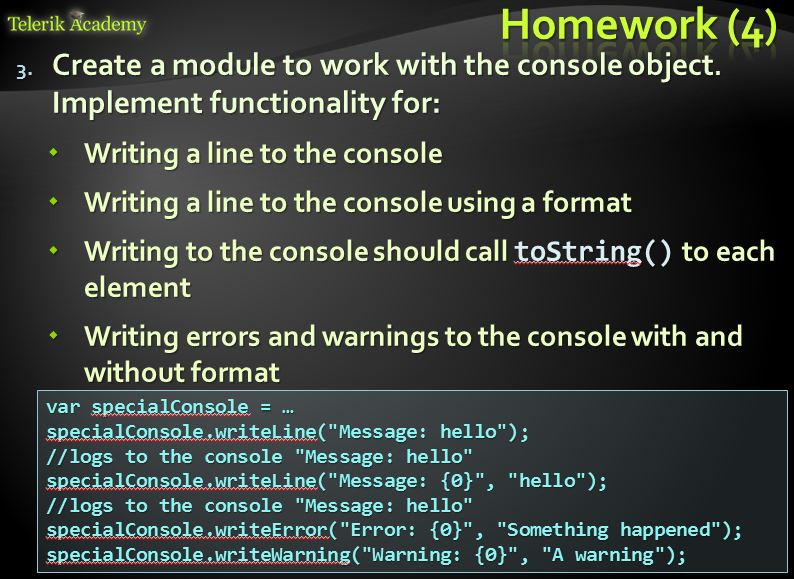 Telerik Academy
Homework (4)
3. Create a module to work with the console object.
Implement functionality for:
Writing a line to the console
Writing a line to the console using a format
Writing to the console should call toString() to each
element
Writing errors and warnings to the console with and
without format
var specialConsole = …
specialConsole.writeLine("Message: hello");
//logs to the console "Message: hello"
specialConsole.writeLine("Message: {0}", "hello");
//logs to the console "Message: hello"
specialConsole.writeError("Error: {0}", "Something happened");
specialConsole.writeWarning("Warning: {0}", "A warning");